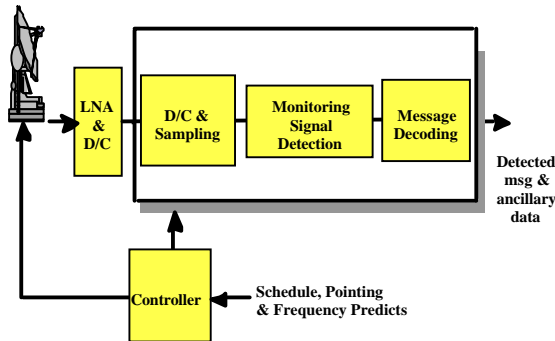 LNA
&
D/C
D/C &
Sampling
Monitoring
Signal
Detection
Message
Decoding
Detected
msg &
ancillary
data
Controller
Schedule, Pointing
& Frequency Predicts